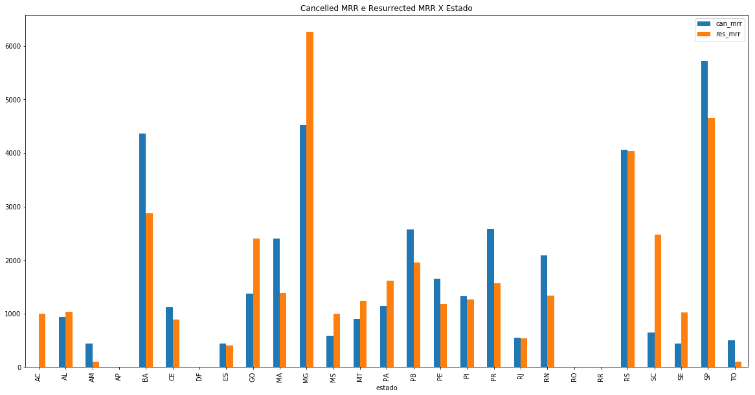 Cancelled MRR e Resurrected MRR X Estado
can_mrr
res_mrr
6000
5000
4000
3000
2000
1000
0
AC AL AM AP BA CE DF ES GO MA MG MS MT PA PB PE PI PR RJ RN RO RR RS SC SE SP TO
estado